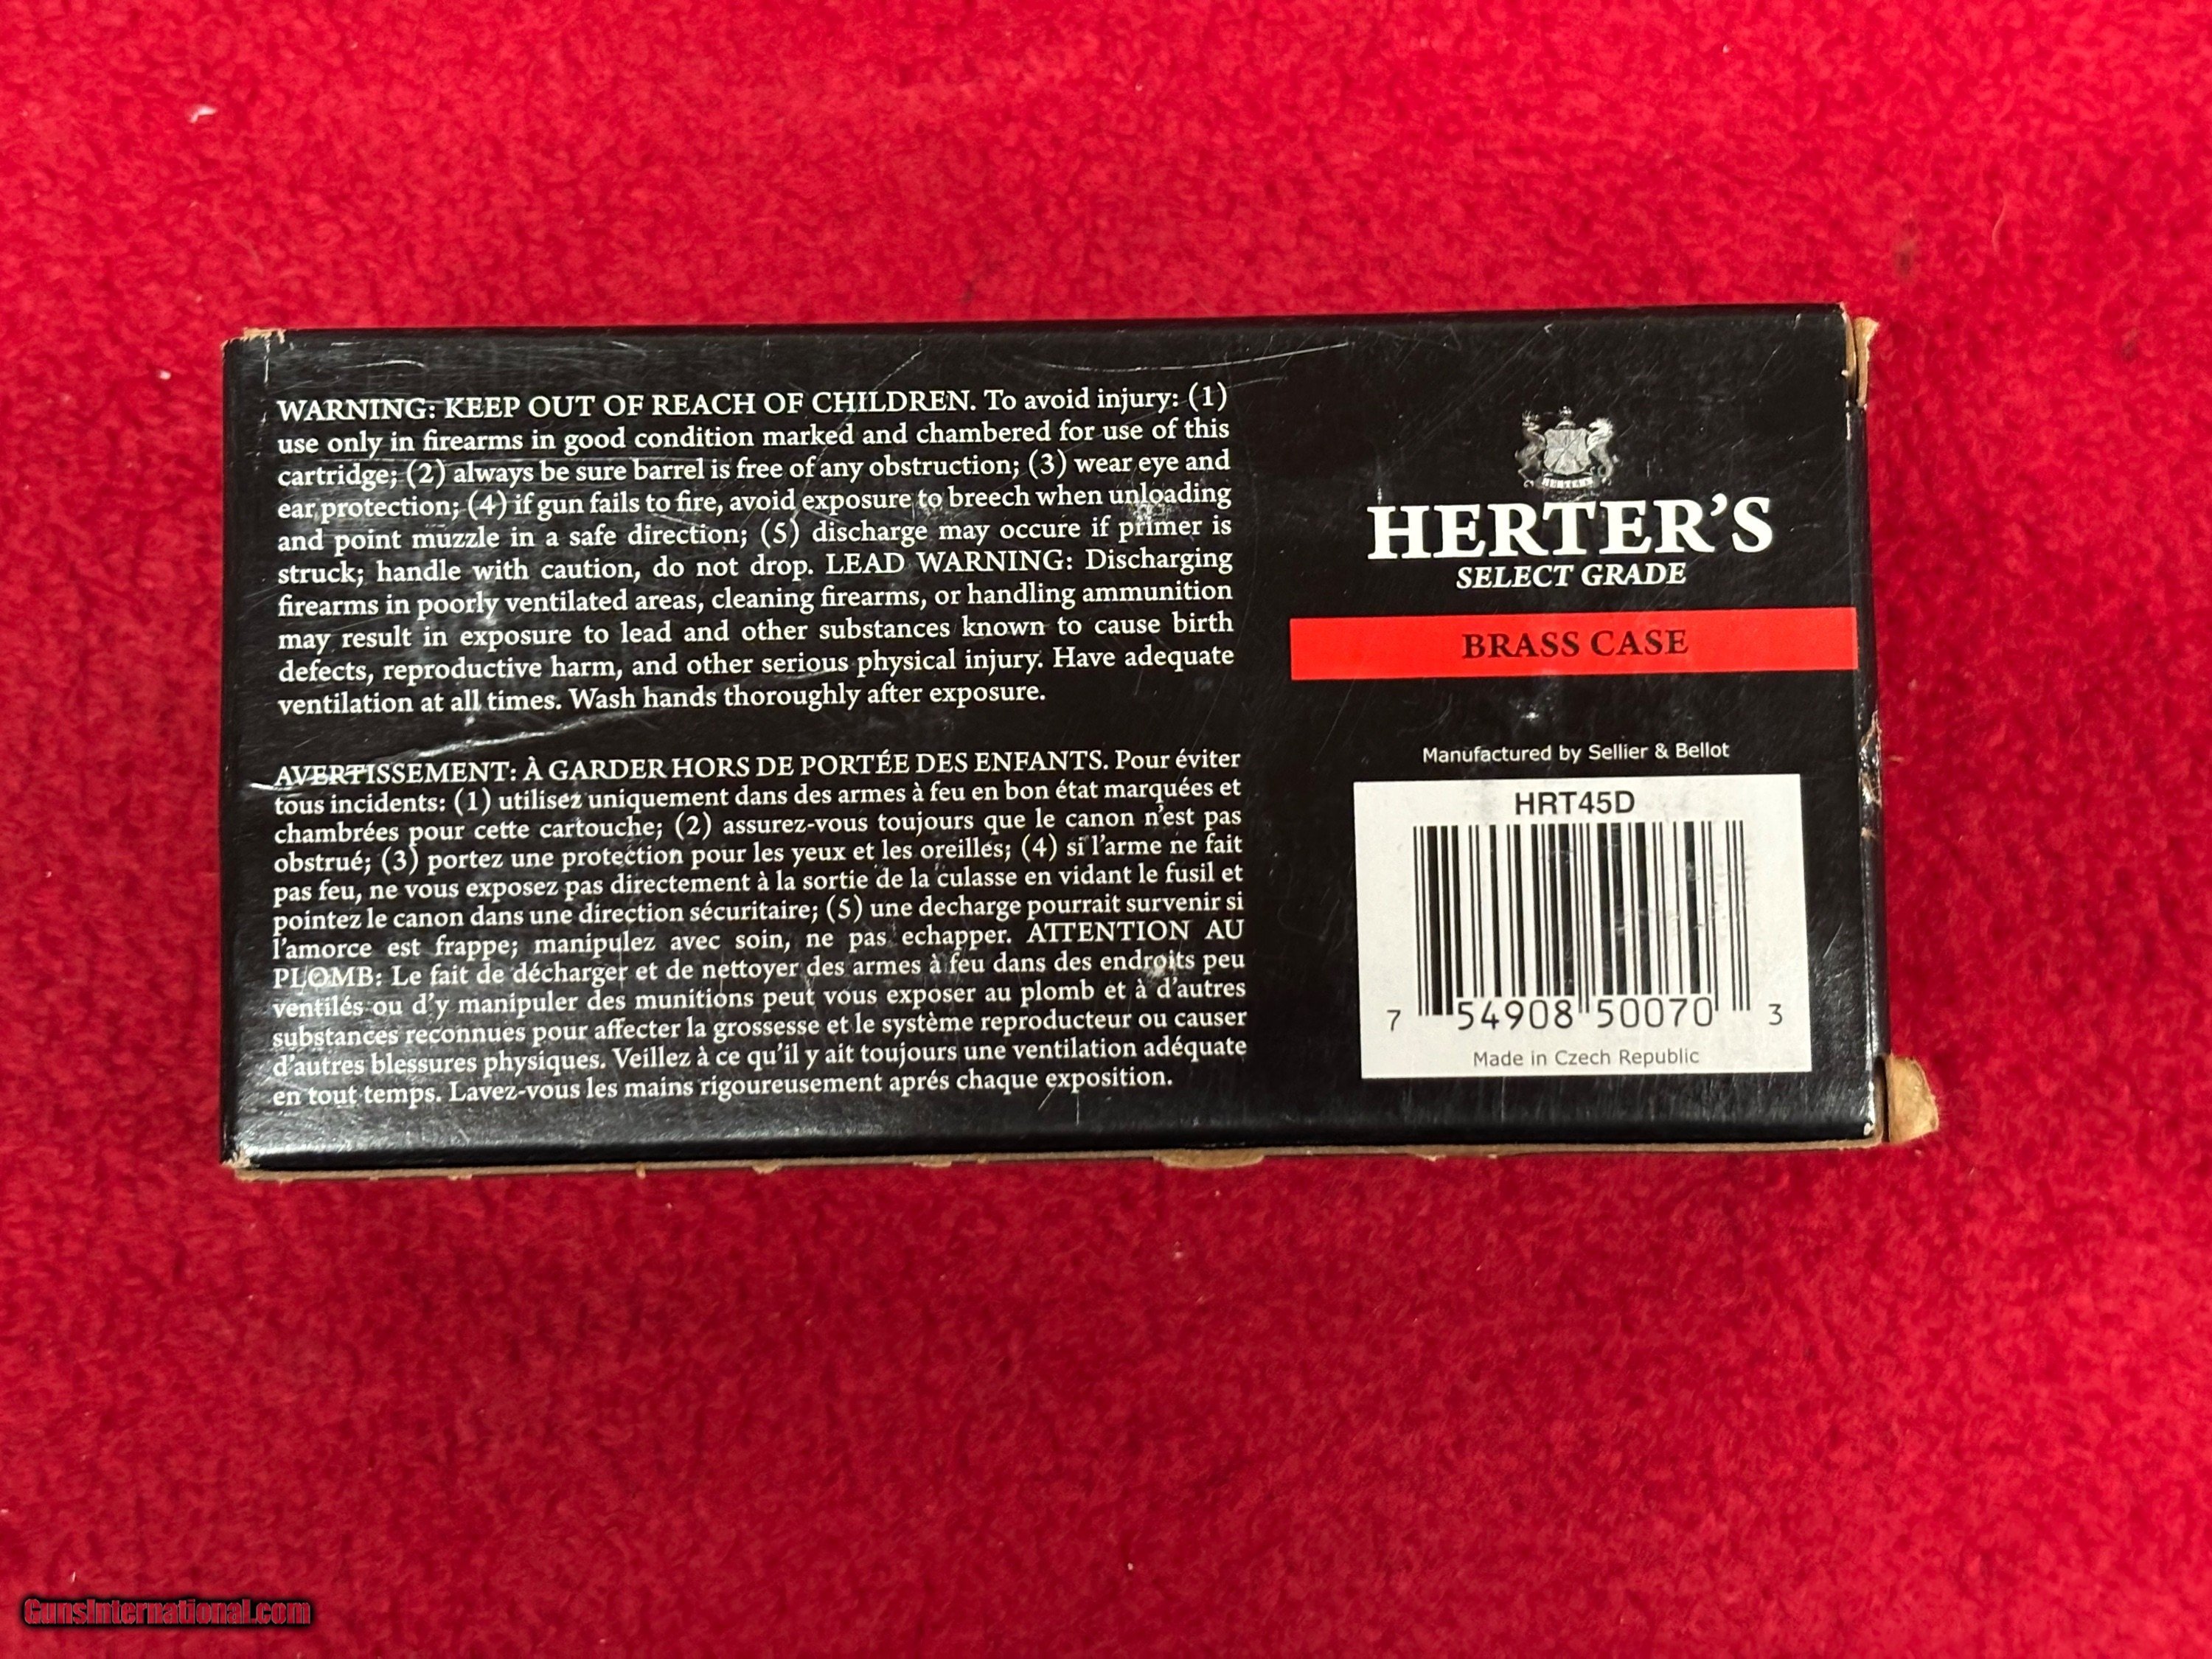 WARNING: KEEP OUT OF REACH OF CHILDREN. To avoid injury: (1)
use only in firearms in good condition marked and chambered for use of this
cartridge; (2) always be sure barrel is free of any obstruction; (3) wear eye and
ear protection; (4) if gun fails to fire, avoid exposure to breech when unloading
and point muzzle in a safe direction; (5) discharge may occure if primer is
struck; handle with caution, do not drop. LEAD WARNING: Discharging
firearms in poorly ventilated areas, cleaning firearms, or handling ammunition
may result in exposure to lead and other substances known to cause birth
defects, reproductive harm, and other serious physical injury. Have adequate
ventilation at all times. Wash hands thoroughly after exposure.
AVERTISSEMENT: À GARDER HORS DE PORTÉE DES ENFANTS. Pour éviter
tous incidents: (1) utilisez uniquement dans des armes à feu en bon état marquées et
chambrées pour cette cartouche; (2) assurez-vous toujours que le canon n'est pas
obstrué; (3) portez une protection pour les yeux et les oreilles; (4) si l'arme ne fait
pas feu, ne vous exposez pas directement à la sortie de la culasse en vidant le fusil et
pointez le canon dans une direction sécuritaire; (5) une decharge pourrait survenir si
l'amorce est frappe; manipulez avec soin, ne pas echapper. ATTENTION AU
PLOMB: Le fait de décharger et de nettoyer des armes à feu dans des endroits peu
ventilés ou d'y manipuler des munitions peut vous exposer au plomb et à d'autres
substances reconnues pour affecter la grossesse et le système reproducteur ou causer
d'autres blessures physiques. Veillez à ce qu'il y ait toujours une ventilation adéquate
en tout temps. Lavez-vous les mains rigoureusement aprés chaque exposition.
HERTER'S
HERTER'S
SELECT GRADE
BRASS CASE
Manufactured by Sellier & Bellot
HRT45D
7 54908 50070 3
Made in Czech Republic
GunsInternational.com